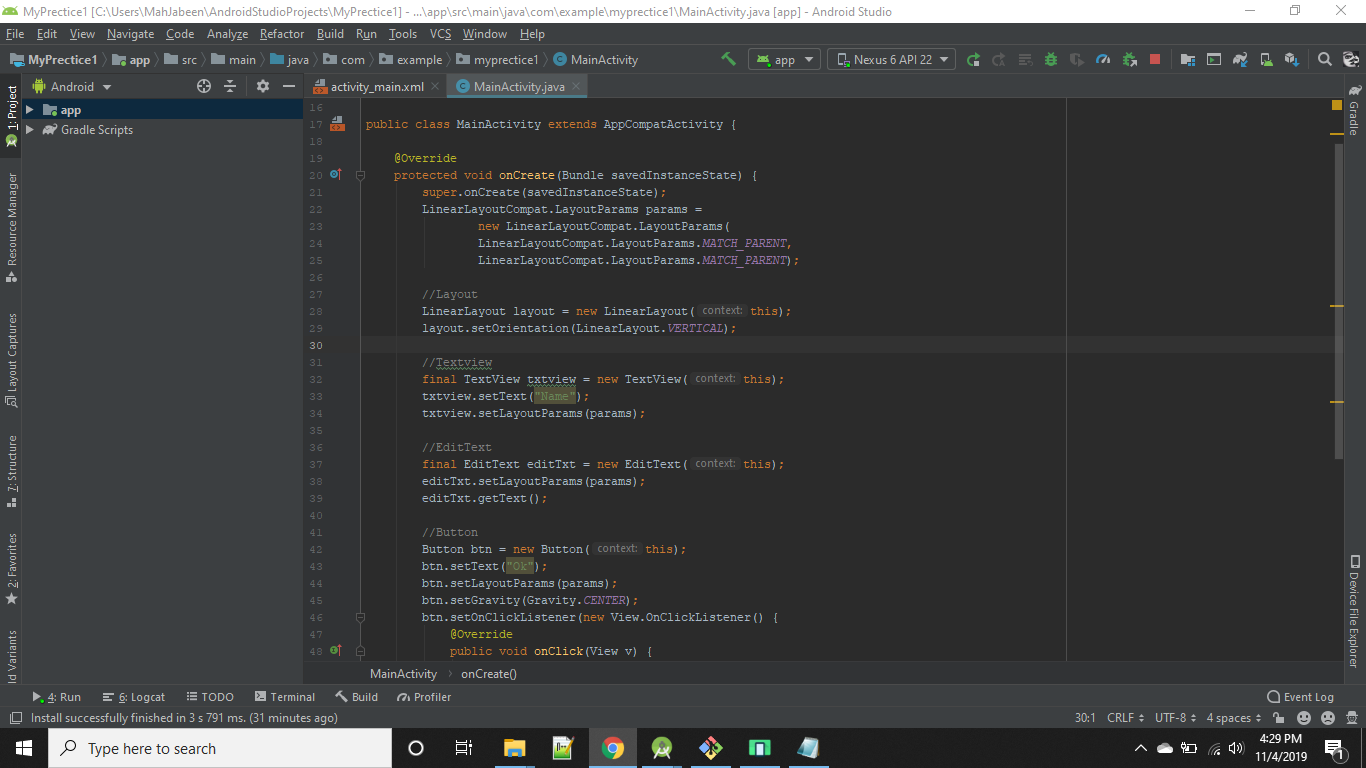 MyPrectice1 [C:\Users\MahJabeen\AndroidStudioProjects\MyPrectice1] - ...\app\src\main\java\com\example\myprectice1\MainActivity.java [app] - Android Studio
File Edit View Navigate Code Analyze Refactor Build Run Tools VCS Window Help
MyPrectice1 app src main java com example myprectice1 MainActivity app Nexus 6 API 22
Android activity_main.xml MainActivity.java
1: Project
Resource Manager
Layout Captures
7: Structure
2: Favorites
ld Variants
app
Gradle Scripts
16
17 public class MainActivity extends AppCompatActivity {
18
19 @Override
20 protected void onCreate(Bundle savedInstanceState) {
21 super.onCreate(savedInstanceState);
22 LinearLayoutCompat.LayoutParams params =
23 new LinearLayoutCompat.LayoutParams(
24 LinearLayoutCompat.LayoutParams.MATCH_PARENT,
25 LinearLayoutCompat.LayoutParams.MATCH_PARENT);
26
27 //Layout
28 LinearLayout layout = new LinearLayout( context: this);
29 layout.setOrientation(LinearLayout.VERTICAL);
30
31 //Textview
32 final TextView txtview = new TextView( context: this);
33 txtview.setText("Name");
34 txtview.setLayoutParams(params);
35
36 //EditText
37 final EditText editTxt = new EditText( context: this);
38 editTxt.setLayoutParams(params);
39 editTxt.getText();
40
41 //Button
42 Button btn = new Button( context: this);
43 btn.setText("Ok");
44 btn.setLayoutParams(params);
45 btn.setGravity(Gravity.CENTER);
46 btn.setOnClickListener(new View.OnClickListener() {
47 @Override
48 public void onClick(View v) {
Gradle
Device File Explorer
MainActivity onCreate()
4: Run 6: Logcat TODO Terminal Build Profiler Event Log
Install successfully finished in 3 s 791 ms. (31 minutes ago) 30:1 CRLF UTF-8 4 spaces
Type here to search
4:29 PM
11/4/2019
1